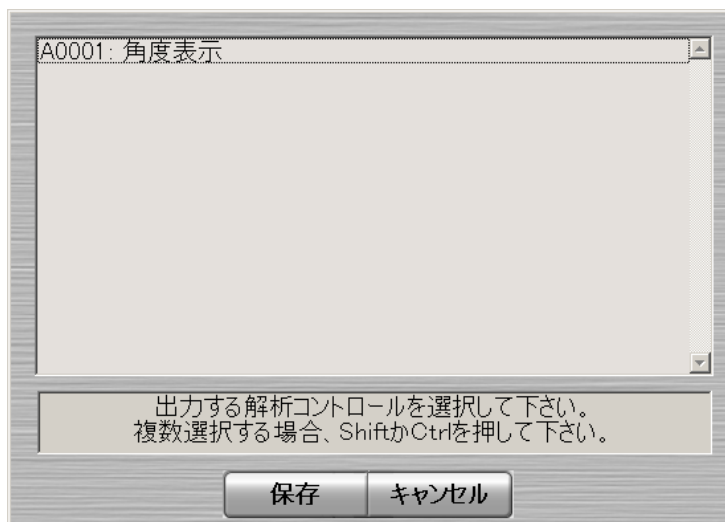 A0001: 角度表示
出力する解析コントロールを選択して下さい。
複数選択する場合、ShiftかCtrlを押して下さい。
保存
キャンセル